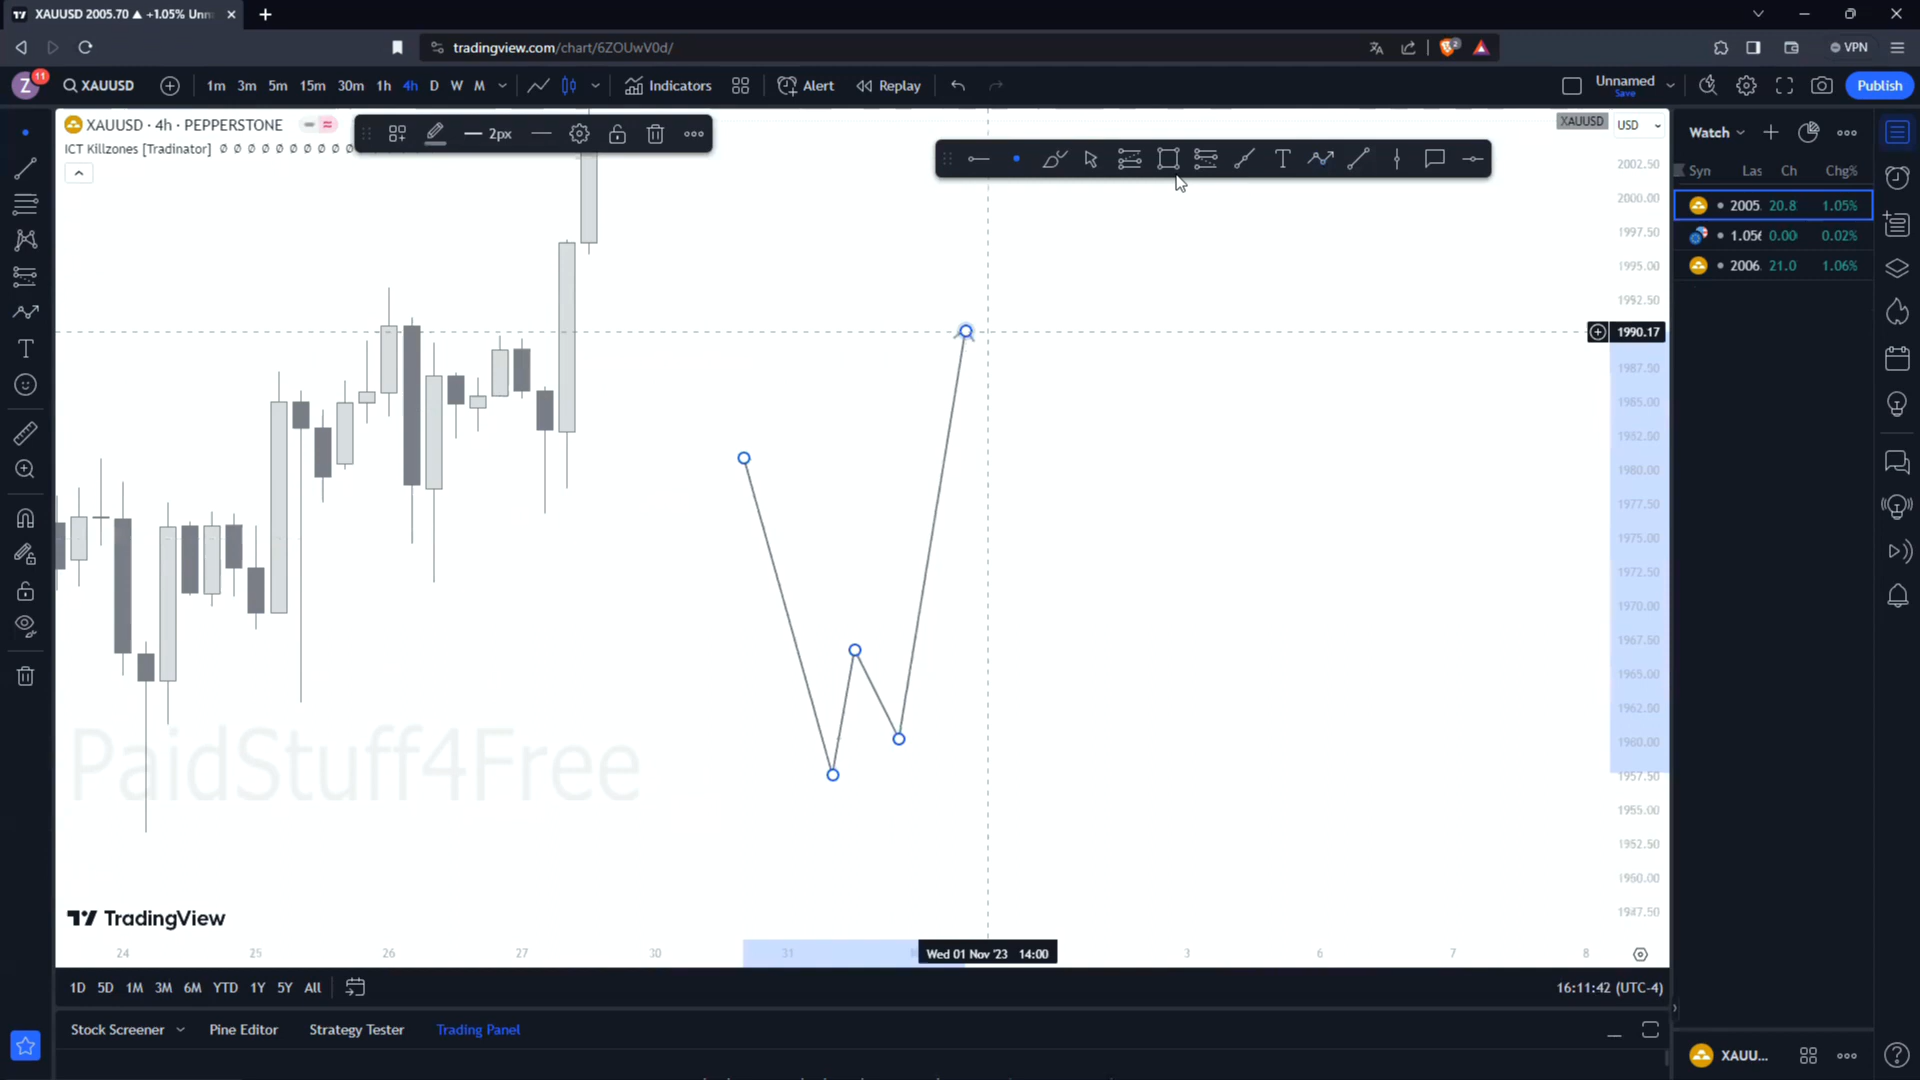 XAUUSD 2005.70 ▲ +1.05% Unn
tradingview.com/chart/6ZOUwV0d/
2
VPN
Z
11
XAUUSD
1m 3m 5m 15m 30m 1h 4h D W M
Indicators
Alert
Replay
Unnamed
Save
Publish
XAUUSD · 4h · PEPPERSTONE
ICT Killzones [Tradinator] ∅ ∅ ∅ ∅ ∅ ∅ ∅ ∅ ∅ ∅
2px
XAUUSD
USD
2002.50
2000.00
1997.50
1995.00
1992.50
1990.17
1987.50
1985.00
1982.50
1980.00
1977.50
1975.00
1972.50
1970.00
1967.50
1965.00
1962.50
1960.00
1957.50
1955.00
1952.50
1950.00
1947.50
Watch
Syn Las Ch Chg%
2005. 20.8 1.05%
1.056 0.00 0.02%
2006. 21.0 1.06%
PaidStuff4Free
TradingView
24 25 26 27 30 31 Wed 01 Nov '23 14:00 3 6 7 8
1D 5D 1M 3M 6M YTD 1Y 5Y All
16:11:42 (UTC-4)
Stock Screener
Pine Editor
Strategy Tester
Trading Panel
XAUU...